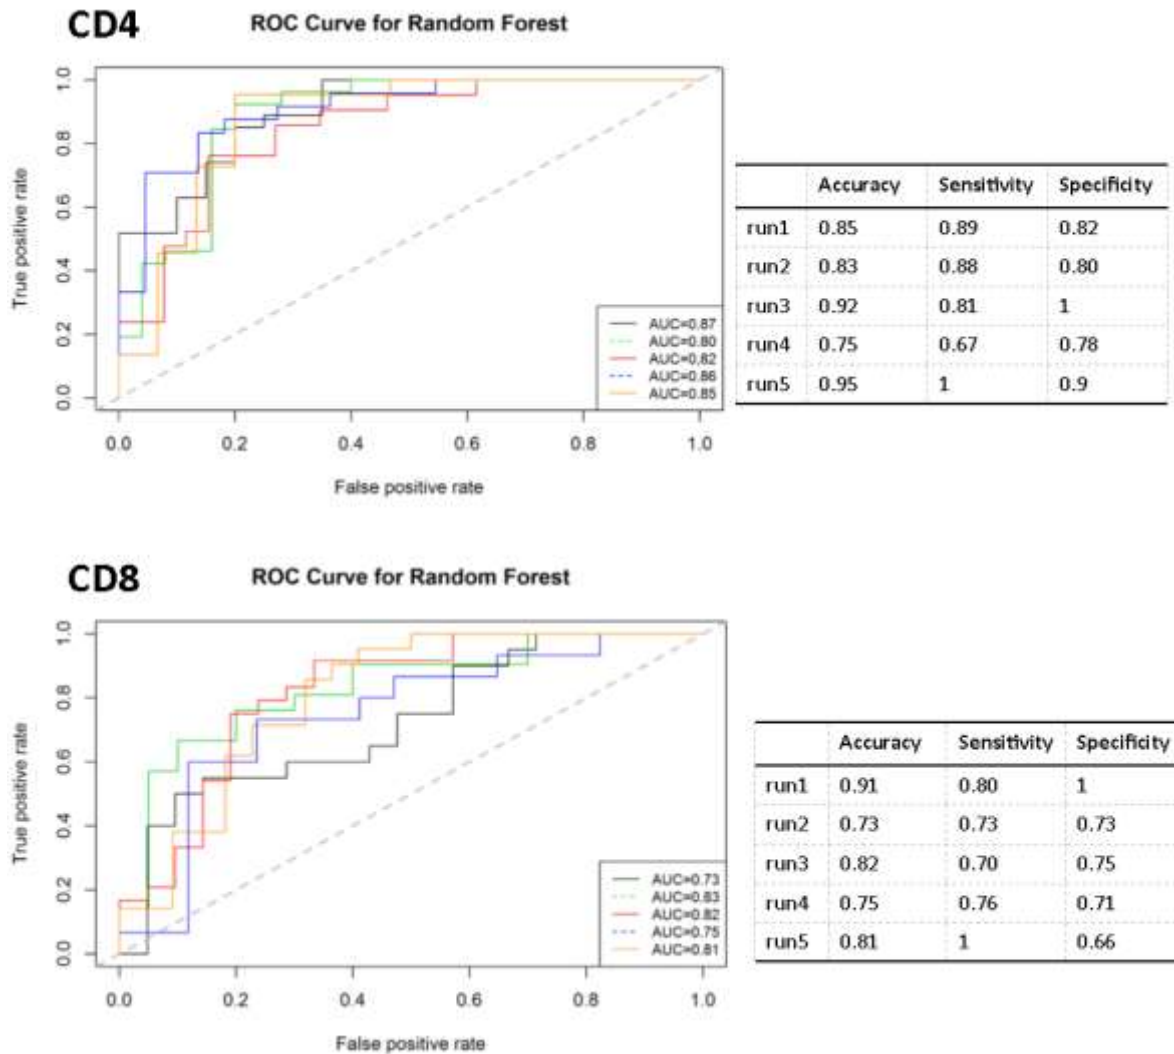 CD4
ROC Curve for Random Forest
True positive rate
1.0
0.8
0.6
0.4
0.2
0.0
AUC=0.87
AUC=0.80
AUC=0.82
AUC=0.86
AUC=0.85
0.0 0.2 0.4 0.6 0.8 1.0
False positive rate
Accuracy Sensitivity Specificity
run1 0.85 0.89 0.82
run2 0.83 0.88 0.80
run3 0.92 0.81 1
run4 0.75 0.67 0.78
run5 0.95 1 0.9
CD8
ROC Curve for Random Forest
True positive rate
1.0
0.8
0.6
0.4
0.2
0.0
AUC=0.73
AUC=0.83
AUC=0.82
AUC=0.75
AUC=0.81
0.0 0.2 0.4 0.6 0.8 1.0
False positive rate
Accuracy Sensitivity Specificity
run1 0.91 0.80 1
run2 0.73 0.73 0.73
run3 0.82 0.70 0.75
run4 0.75 0.76 0.71
run5 0.81 1 0.66